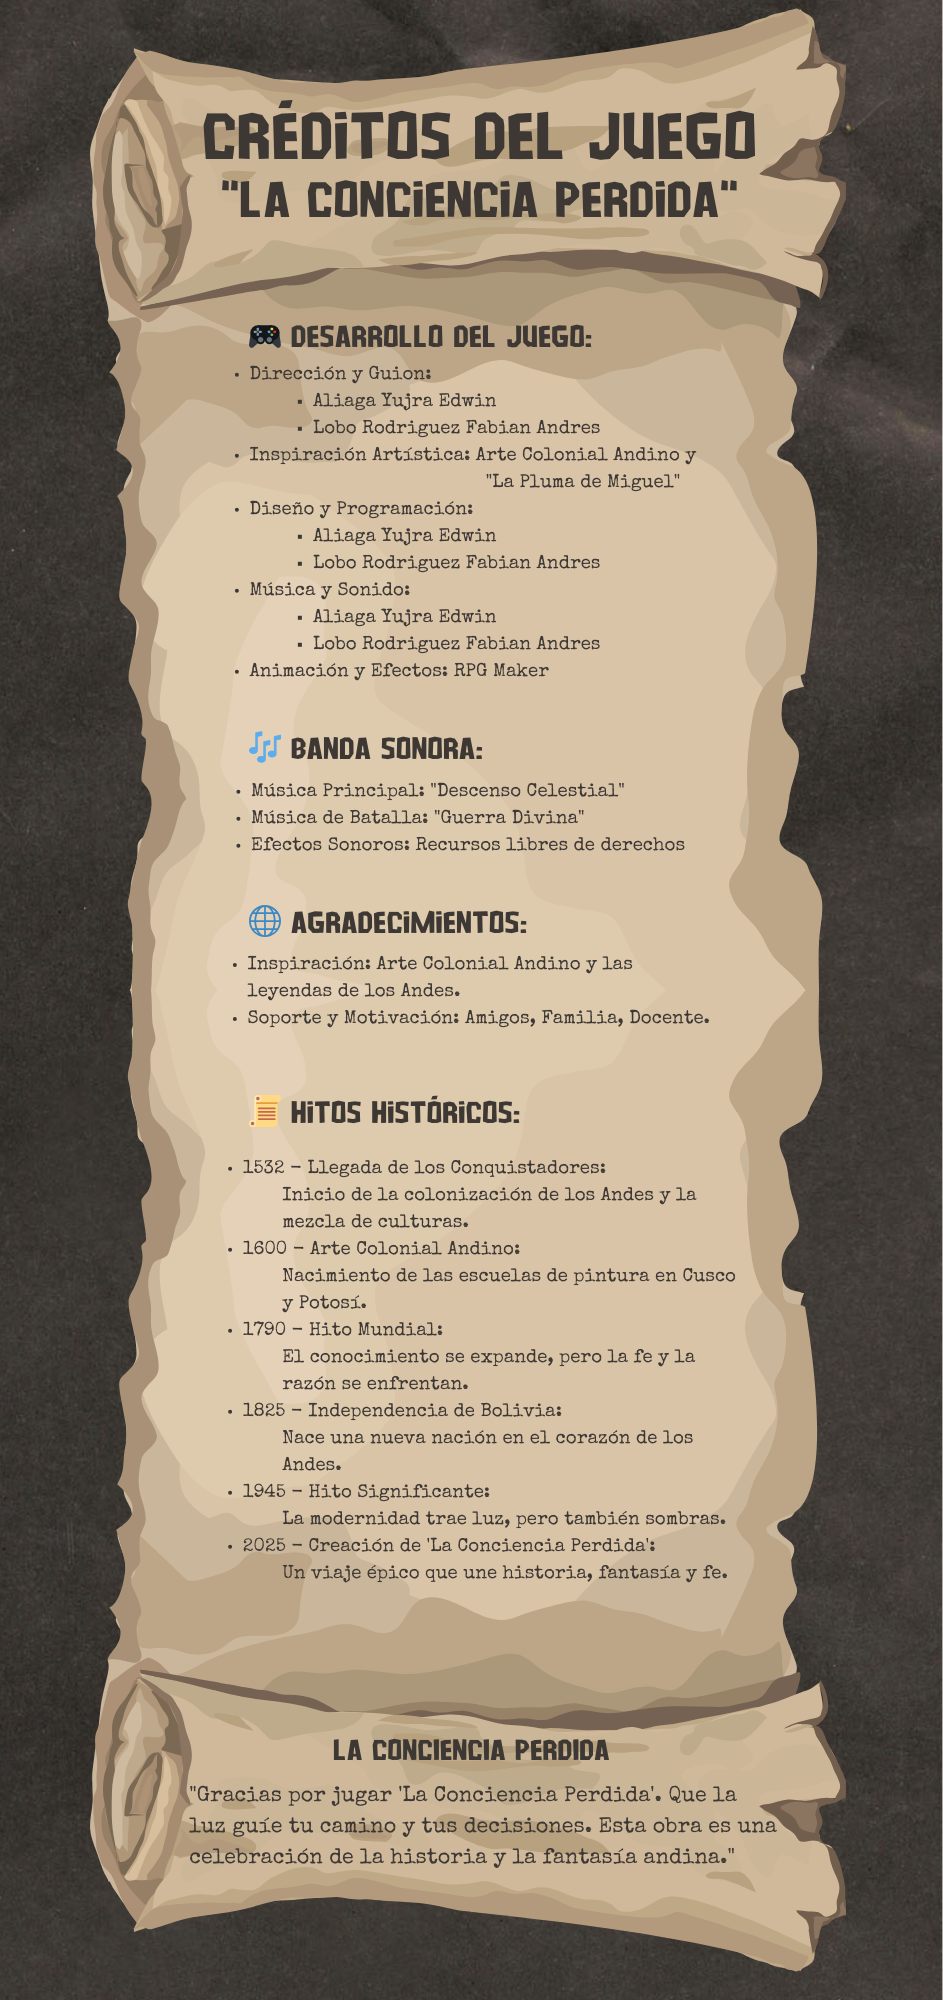 CRÉDITOS DEL JUEGO
"LA CONCIENCIA PERDIDA"
DESARROLLO DEL JUEGO:
• Dirección y Guion:
▪ Aliaga Yujra Edwin
▪ Lobo Rodriguez Fabian Andres
• Inspiración Artística: Arte Colonial Andino y
"La Pluma de Miguel"
• Diseño y Programación:
▪ Aliaga Yujra Edwin
▪ Lobo Rodriguez Fabian Andres
• Música y Sonido:
▪ Aliaga Yujra Edwin
▪ Lobo Rodriguez Fabian Andres
• Animación y Efectos: RPG Maker
BANDA SONORA:
• Música Principal: "Descenso Celestial"
• Música de Batalla: "Guerra Divina"
• Efectos Sonoros: Recursos libres de derechos
AGRADECIMIENTOS:
• Inspiración: Arte Colonial Andino y las
leyendas de los Andes.
• Soporte y Motivación: Amigos, Familia, Docente.
HITOS HISTÓRICOS:
• 1532 – Llegada de los Conquistadores:
Inicio de la colonización de los Andes y la
mezcla de culturas.
• 1600 – Arte Colonial Andino:
Nacimiento de las escuelas de pintura en Cusco
y Potosí.
• 1790 – Hito Mundial:
El conocimiento se expande, pero la fe y la
razón se enfrentan.
• 1825 – Independencia de Bolivia:
Nace una nueva nación en el corazón de los
Andes.
• 1945 – Hito Significante:
La modernidad trae luz, pero también sombras.
• 2025 – Creación de 'La Conciencia Perdida':
Un viaje épico que une historia, fantasía y fe.
LA CONCIENCIA PERDIDA
"Gracias por jugar 'La Conciencia Perdida'. Que la
luz guíe tu camino y tus decisiones. Esta obra es una
celebración de la historia y la fantasía andina."